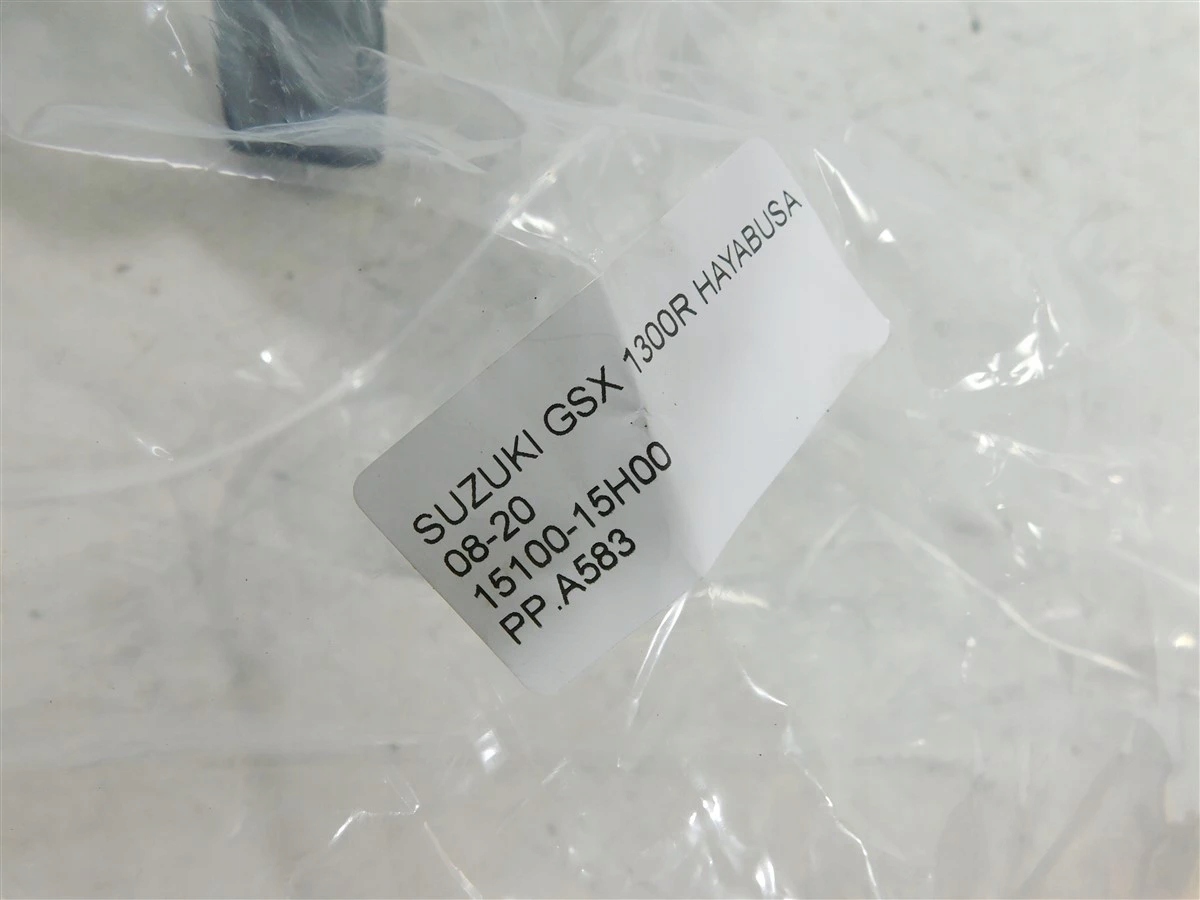 SUZUKI GSX 1300R HAYABUSA
08-20
15100-15H00
PP.A583